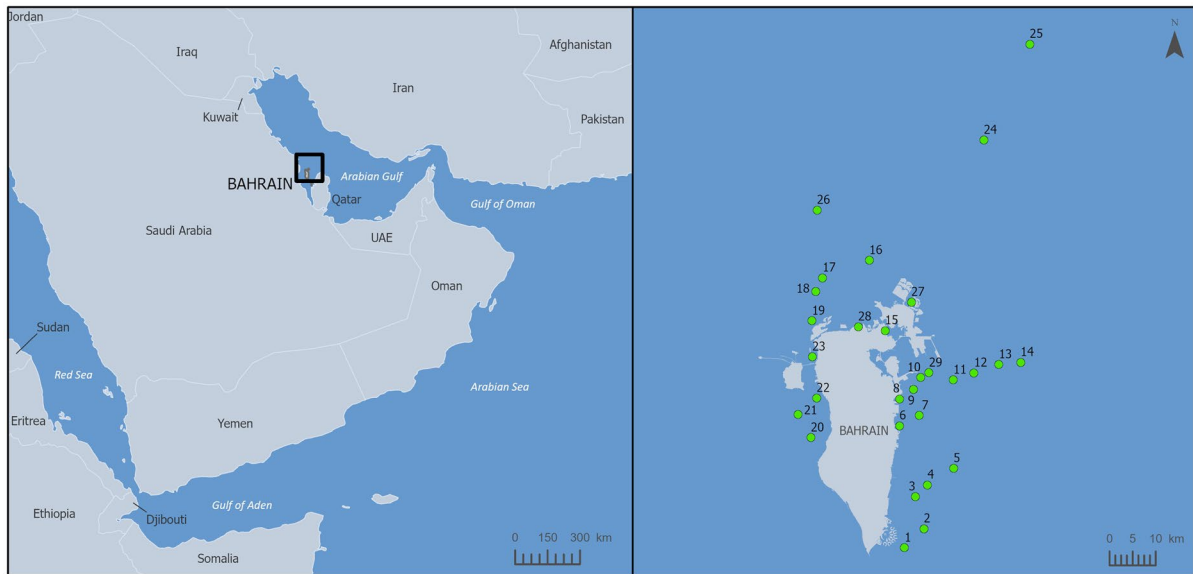 Jordan
Iraq
Afghanistan
Iran
Kuwait
Pakistan
BAHRAIN
Arabian Gulf
Qatar
Gulf of Oman
Saudi Arabia
UAE
Oman
Sudan
Red Sea
Arabian Sea
Eritrea
Yemen
Gulf of Aden
Ethiopia
Djibouti
Somalia
0 150 300 km
N
25
24
26
16
17
18
27
19
28
15
23
10
29
11
12
13
14
22
8
9
21
7
6
BAHRAIN
20
5
4
3
2
1
0 5 10 km